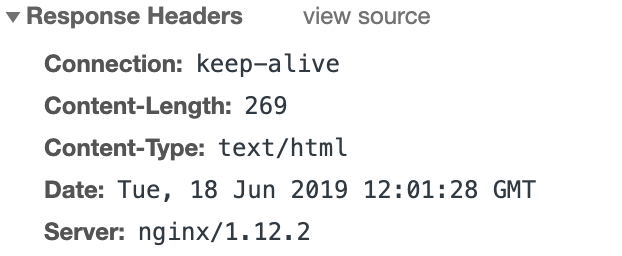 Response Headers view source
Connection: keep-alive
Content-Length: 269
Content-Type: text/html
Date: Tue, 18 Jun 2019 12:01:28 GMT
Server: nginx/1.12.2